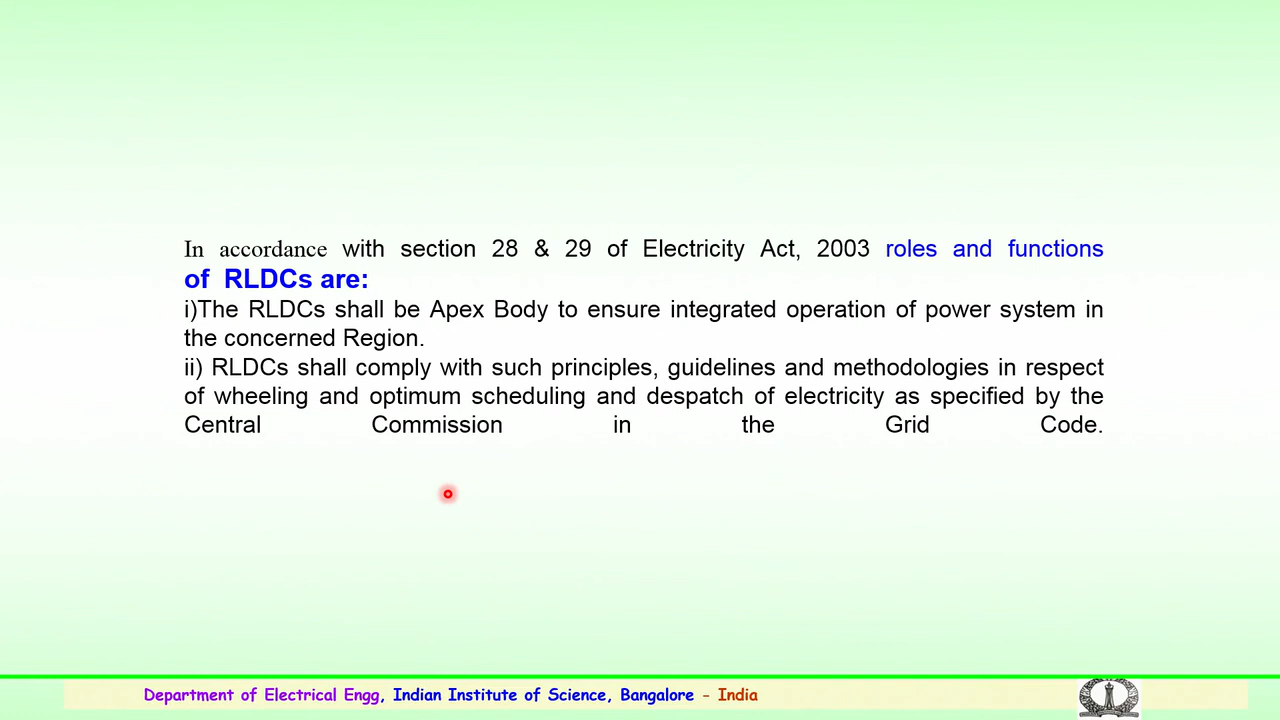 In accordance with section 28 & 29 of Electricity Act, 2003 roles and functions
of RLDCs are:
i)The RLDCs shall be Apex Body to ensure integrated operation of power system in
the concerned Region.
ii) RLDCs shall comply with such principles, guidelines and methodologies in respect
of wheeling and optimum scheduling and despatch of electricity as specified by the
Central Commission in the Grid Code.
Department of Electrical Engg, Indian Institute of Science, Bangalore - India